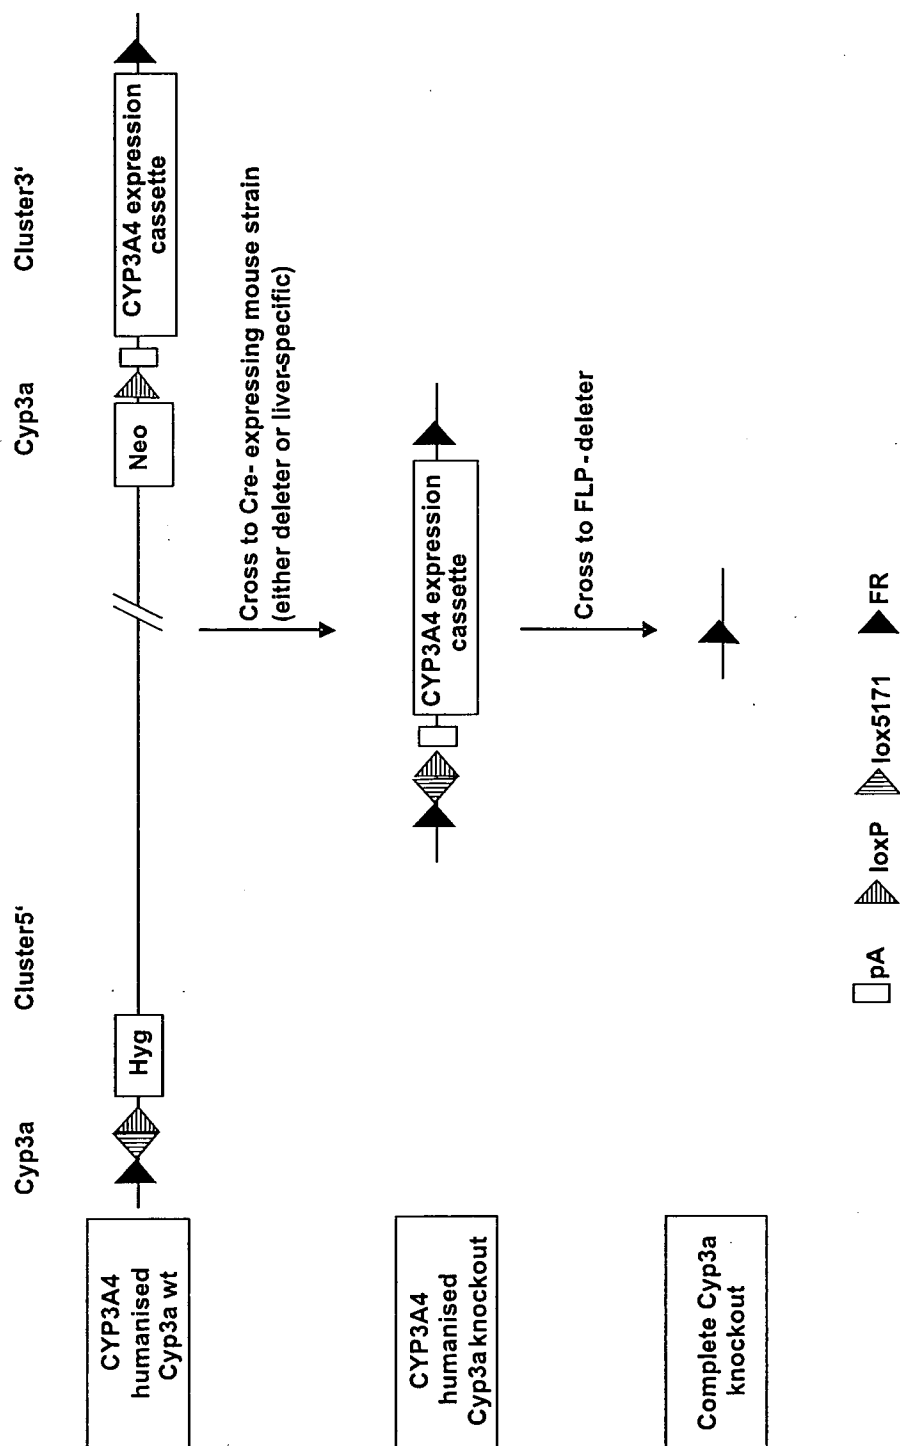 Cyp3a Cluster5‘ Cyp3a Cluster3‘
CYP3A4
humanised
Cyp3a wt
Hyg
Neo
CYP3A4 expression
cassette
Cross to Cre- expressing mouse strain
(either deleter or liver-specific)
CYP3A4
humanised
Cyp3a knockout
CYP3A4 expression
cassette
Cross to FLP-deleter
Complete Cyp3a
knockout
pA loxP lox5171 FR